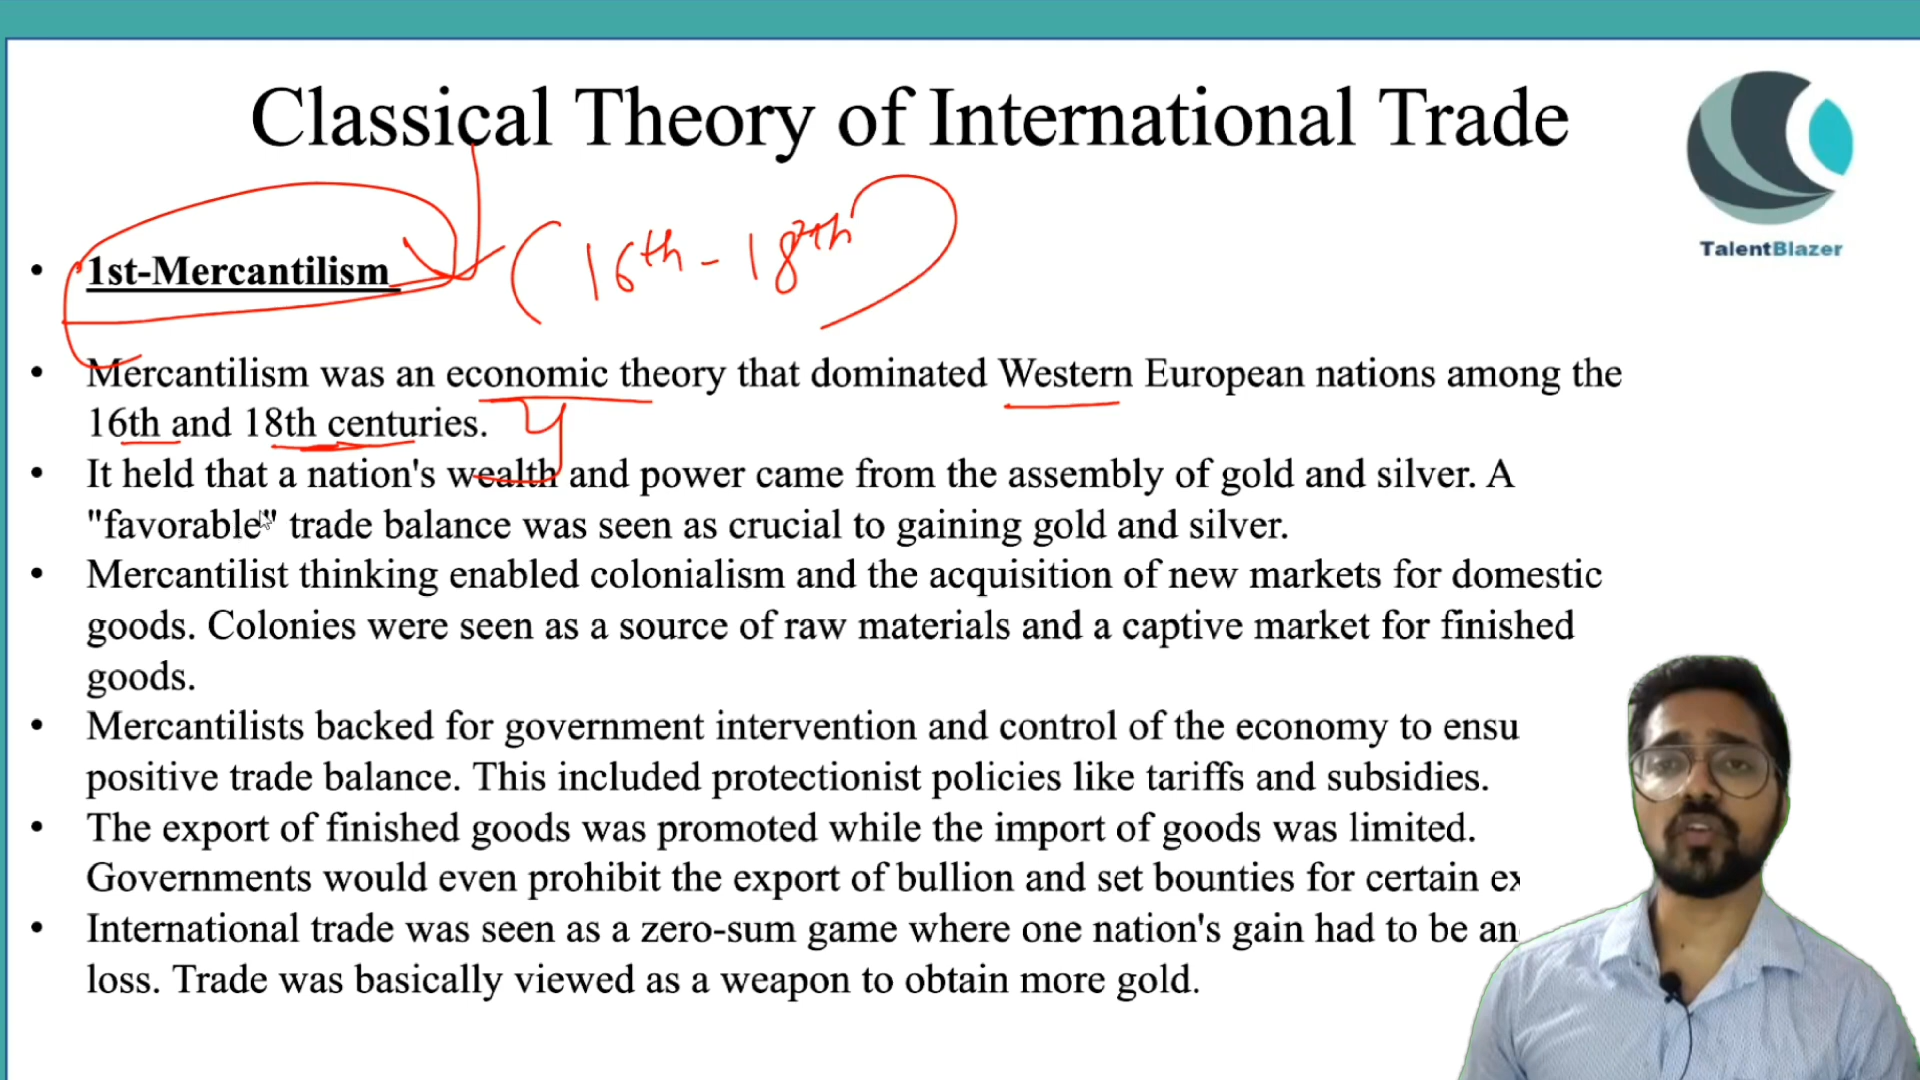 Classical Theory of International Trade
TalentBlazer
• 1st-Mercantilism
(16th - 18th)
• Mercantilism was an economic theory that dominated Western European nations among the
16th and 18th centuries.
• It held that a nation's wealth and power came from the assembly of gold and silver. A
"favorable" trade balance was seen as crucial to gaining gold and silver.
• Mercantilist thinking enabled colonialism and the acquisition of new markets for domestic
goods. Colonies were seen as a source of raw materials and a captive market for finished
goods.
• Mercantilists backed for government intervention and control of the economy to ensu
positive trade balance. This included protectionist policies like tariffs and subsidies.
• The export of finished goods was promoted while the import of goods was limited.
Governments would even prohibit the export of bullion and set bounties for certain ex
• International trade was seen as a zero-sum game where one nation's gain had to be an
loss. Trade was basically viewed as a weapon to obtain more gold.